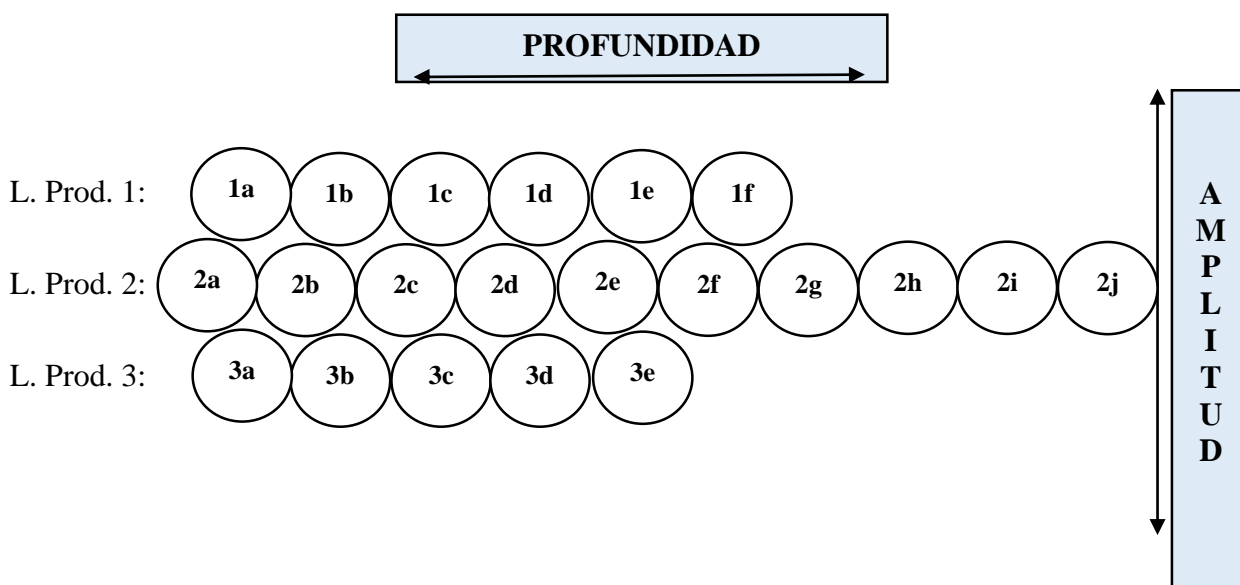 PROFUNDIDAD
L. Prod. 1: 1a 1b 1c 1d 1e 1f
L. Prod. 2: 2a 2b 2c 2d 2e 2f 2g 2h 2i 2j
L. Prod. 3: 3a 3b 3c 3d 3e
A
M
P
L
I
T
U
D